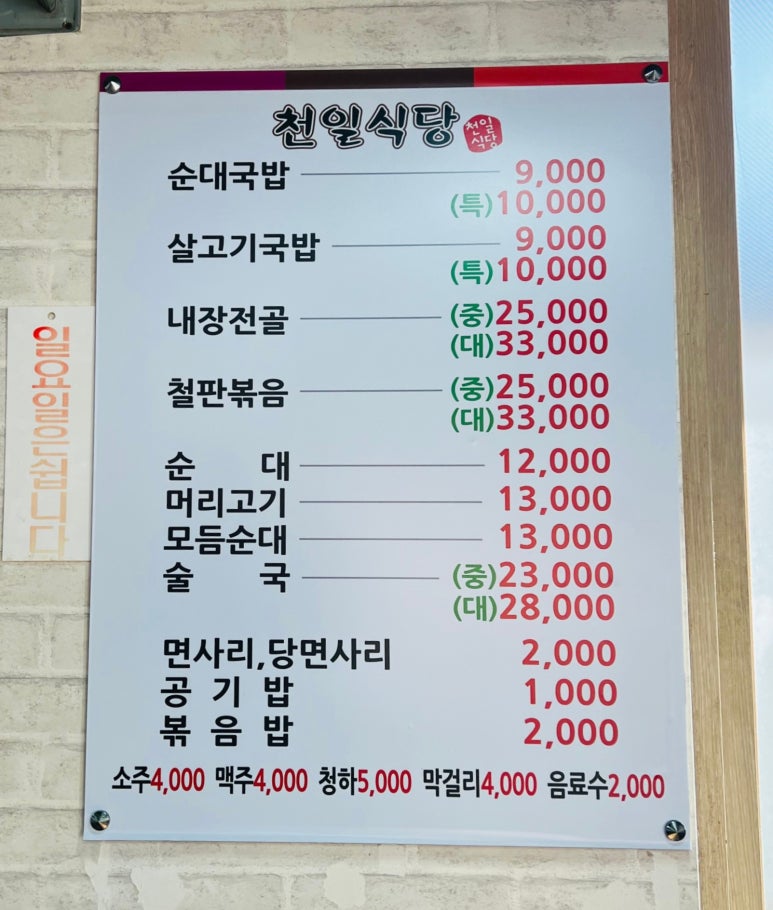 천일식당 천일 식당
순대국밥 9,000
(특)10,000
살고기국밥 9,000
(특)10,000
내장전골 (중)25,000
(대)33,000
철판볶음 (중)25,000
(대)33,000
순 대 12,000
머리고기 13,000
모듬순대 13,000
술 국 (중)23,000
(대)28,000
면사리,당면사리 2,000
공 기 밥 1,000
볶 음 밥 2,000
소주4,000 맥주4,000 청하5,000 막걸리4,000 음료수2,000
일요일은쉽니다